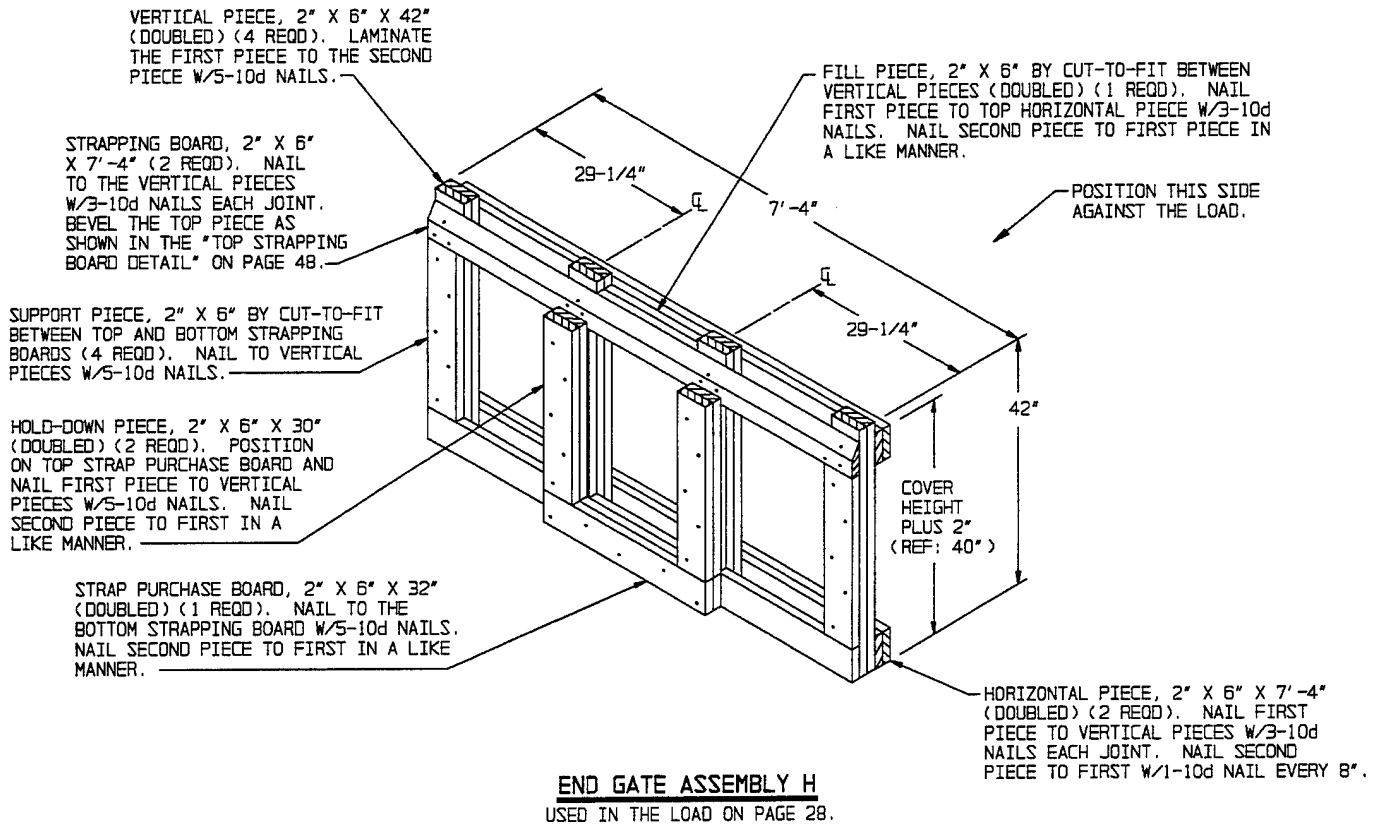 VERTICAL PIECE, 2" X 6" X 42"
(DOUBLED) (4 REQD). LAMINATE
THE FIRST PIECE TO THE SECOND
PIECE W/5-10d NAILS.
STRAPPING BOARD, 2" X 6"
X 7'-4" (2 REQD). NAIL
TO THE VERTICAL PIECES
W/3-10d NAILS EACH JOINT.
BEVEL THE TOP PIECE AS
SHOWN IN THE "TOP STRAPPING
BOARD DETAIL" ON PAGE 48.
SUPPORT PIECE, 2" X 6" BY CUT-TO-FIT
BETWEEN TOP AND BOTTOM STRAPPING
BOARDS (4 REQD). NAIL TO VERTICAL
PIECES W/5-10d NAILS.
HOLD-DOWN PIECE, 2" X 6" X 30"
(DOUBLED) (2 REQD). POSITION
ON TOP STRAP PURCHASE BOARD AND
NAIL FIRST PIECE TO VERTICAL
PIECES W/5-10d NAILS. NAIL
SECOND PIECE TO FIRST IN A
LIKE MANNER.
STRAP PURCHASE BOARD, 2" X 6" X 32"
(DOUBLED) (1 REQD). NAIL TO THE
BOTTOM STRAPPING BOARD W/5-10d NAILS.
NAIL SECOND PIECE TO FIRST IN A LIKE
MANNER.
FILL PIECE, 2" X 6" BY CUT-TO-FIT BETWEEN
VERTICAL PIECES (DOUBLED) (1 REQD). NAIL
FIRST PIECE TO TOP HORIZONTAL PIECE W/3-10d
NAILS. NAIL SECOND PIECE TO FIRST PIECE IN
A LIKE MANNER.
POSITION THIS SIDE
AGAINST THE LOAD.
29-1/4"
℄
7'-4"
℄
29-1/4"
42"
COVER
HEIGHT
PLUS 2"
(REF: 40")
HORIZONTAL PIECE, 2" X 6" X 7'-4"
(DOUBLED) (2 REQD). NAIL FIRST
PIECE TO VERTICAL PIECES W/3-10d
NAILS EACH JOINT. NAIL SECOND
PIECE TO FIRST W/1-10d NAIL EVERY 8".
END GATE ASSEMBLY H
USED IN THE LOAD ON PAGE 28.